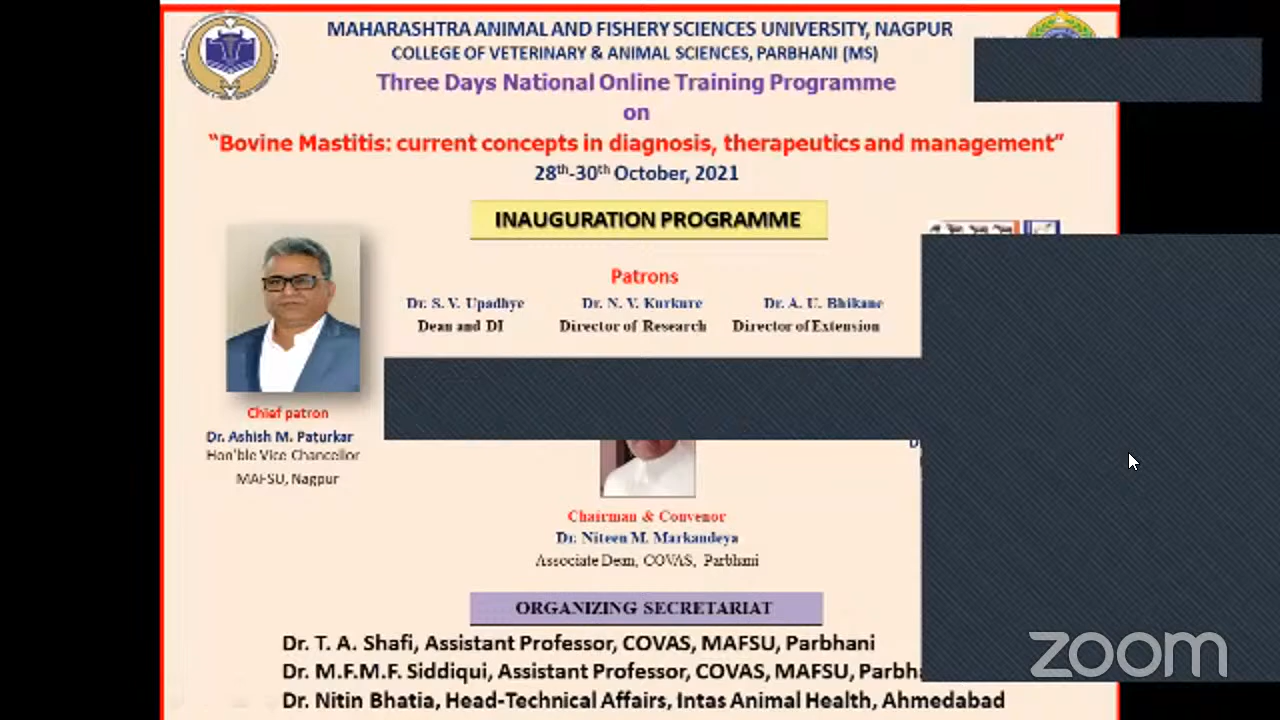 MAHARASHTRA ANIMAL AND FISHERY SCIENCES UNIVERSITY, NAGPUR
COLLEGE OF VETERINARY & ANIMAL SCIENCES, PARBHANI (MS)
Three Days National Online Training Programme
on
“Bovine Mastitis: current concepts in diagnosis, therapeutics and management”
28th-30th October, 2021
INAUGURATION PROGRAMME
Patrons
Dr. S. V. Upadhye Dr. N. V. Kurkure Dr. A. U. Bhikane
Dean and DI Director of Research Director of Extension
Chief patron
Dr. Ashish M. Paturkar
Hon'ble Vice Chancellor
MAFSU, Nagpur
Chairman & Convenor
Dr. Niteen M. Markandeya
Associate Dean, COVAS, Parbhani
ORGANIZING SECRETARIAT
Dr. T. A. Shafi, Assistant Professor, COVAS, MAFSU, Parbhani
Dr. M.F.M.F. Siddiqui, Assistant Professor, COVAS, MAFSU,
Dr. Nitin Bhatia, Head-Technical Affairs, Intas Animal Health, Ahmedabad
zoom